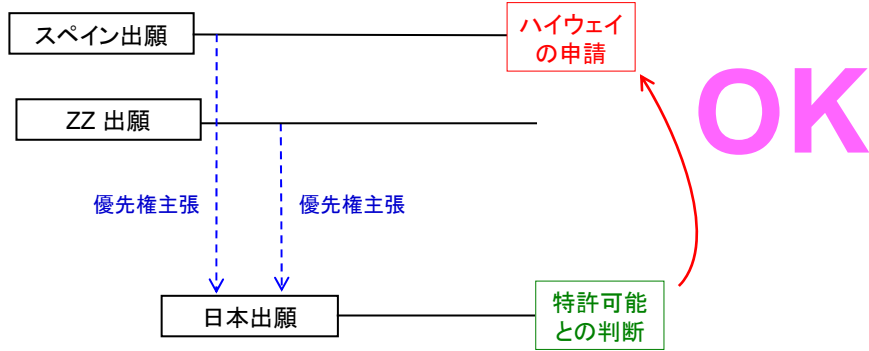 スペイン出願
ハイウェイ
の申請
OK
ZZ 出願
優先権主張
優先権主張
日本出願
特許可能
との判断